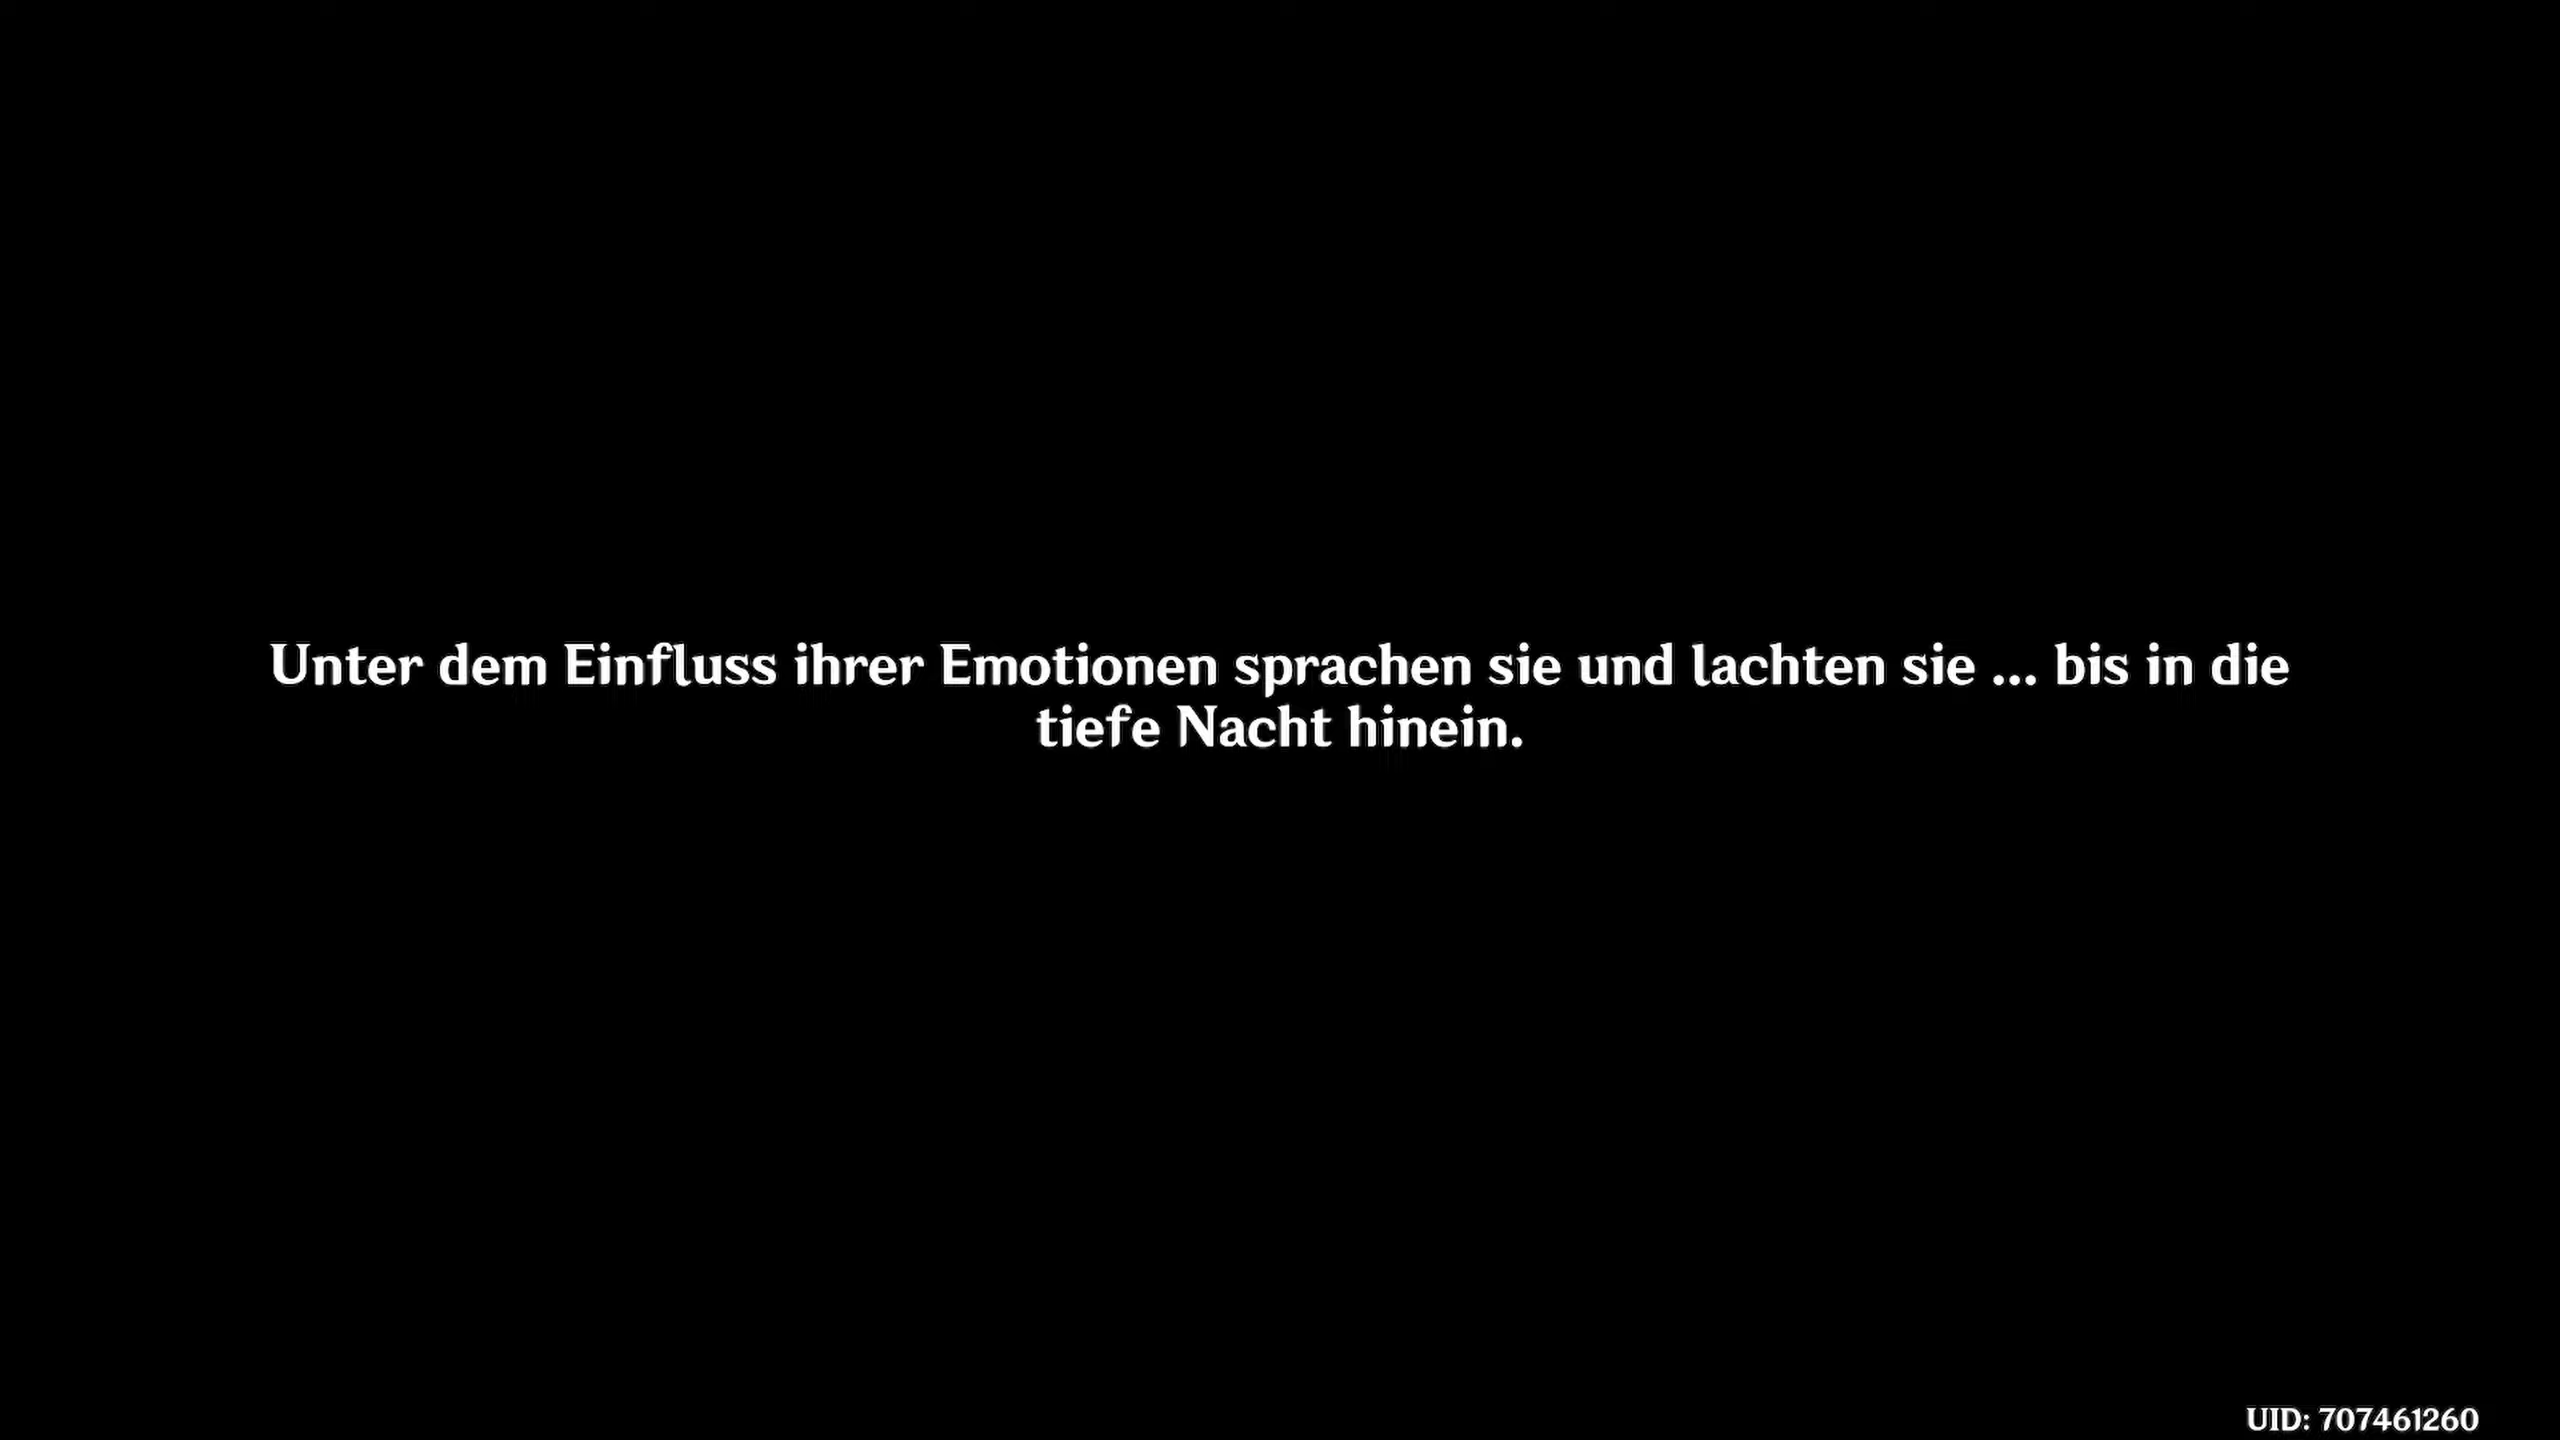 Unter dem Einfluss ihrer Emotionen sprachen sie und lachten sie ... bis in die
tiefe Nacht hinein.
UID: 707461260